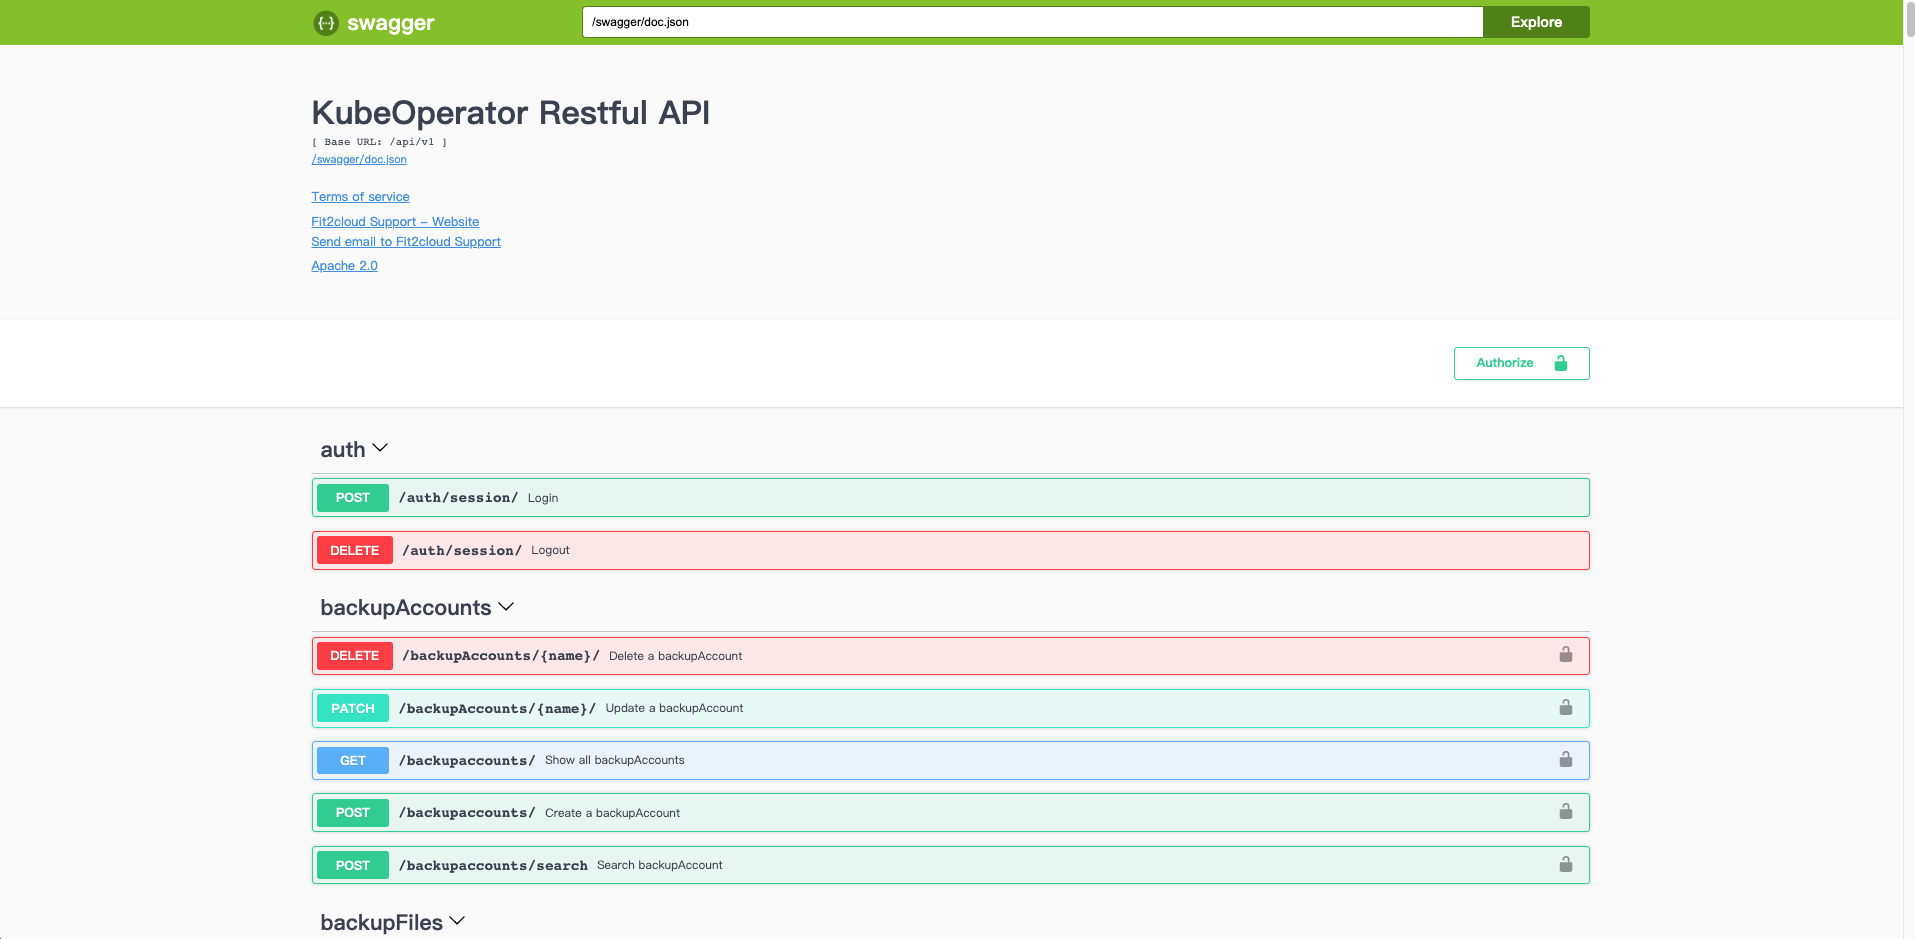 swagger
/swagger/doc.json
Explore
KubeOperator Restful API
[ Base URL: /api/v1 ]
/swagger/doc.json
Terms of service
Fit2cloud Support - Website
Send email to Fit2cloud Support
Apache 2.0
Authorize
auth
POST /auth/session/ Login
DELETE /auth/session/ Logout
backupAccounts
DELETE /backupAccounts/{name}/ Delete a backupAccount
PATCH /backupAccounts/{name}/ Update a backupAccount
GET /backupaccounts/ Show all backupAccounts
POST /backupaccounts/ Create a backupAccount
POST /backupaccounts/search Search backupAccount
backupFiles